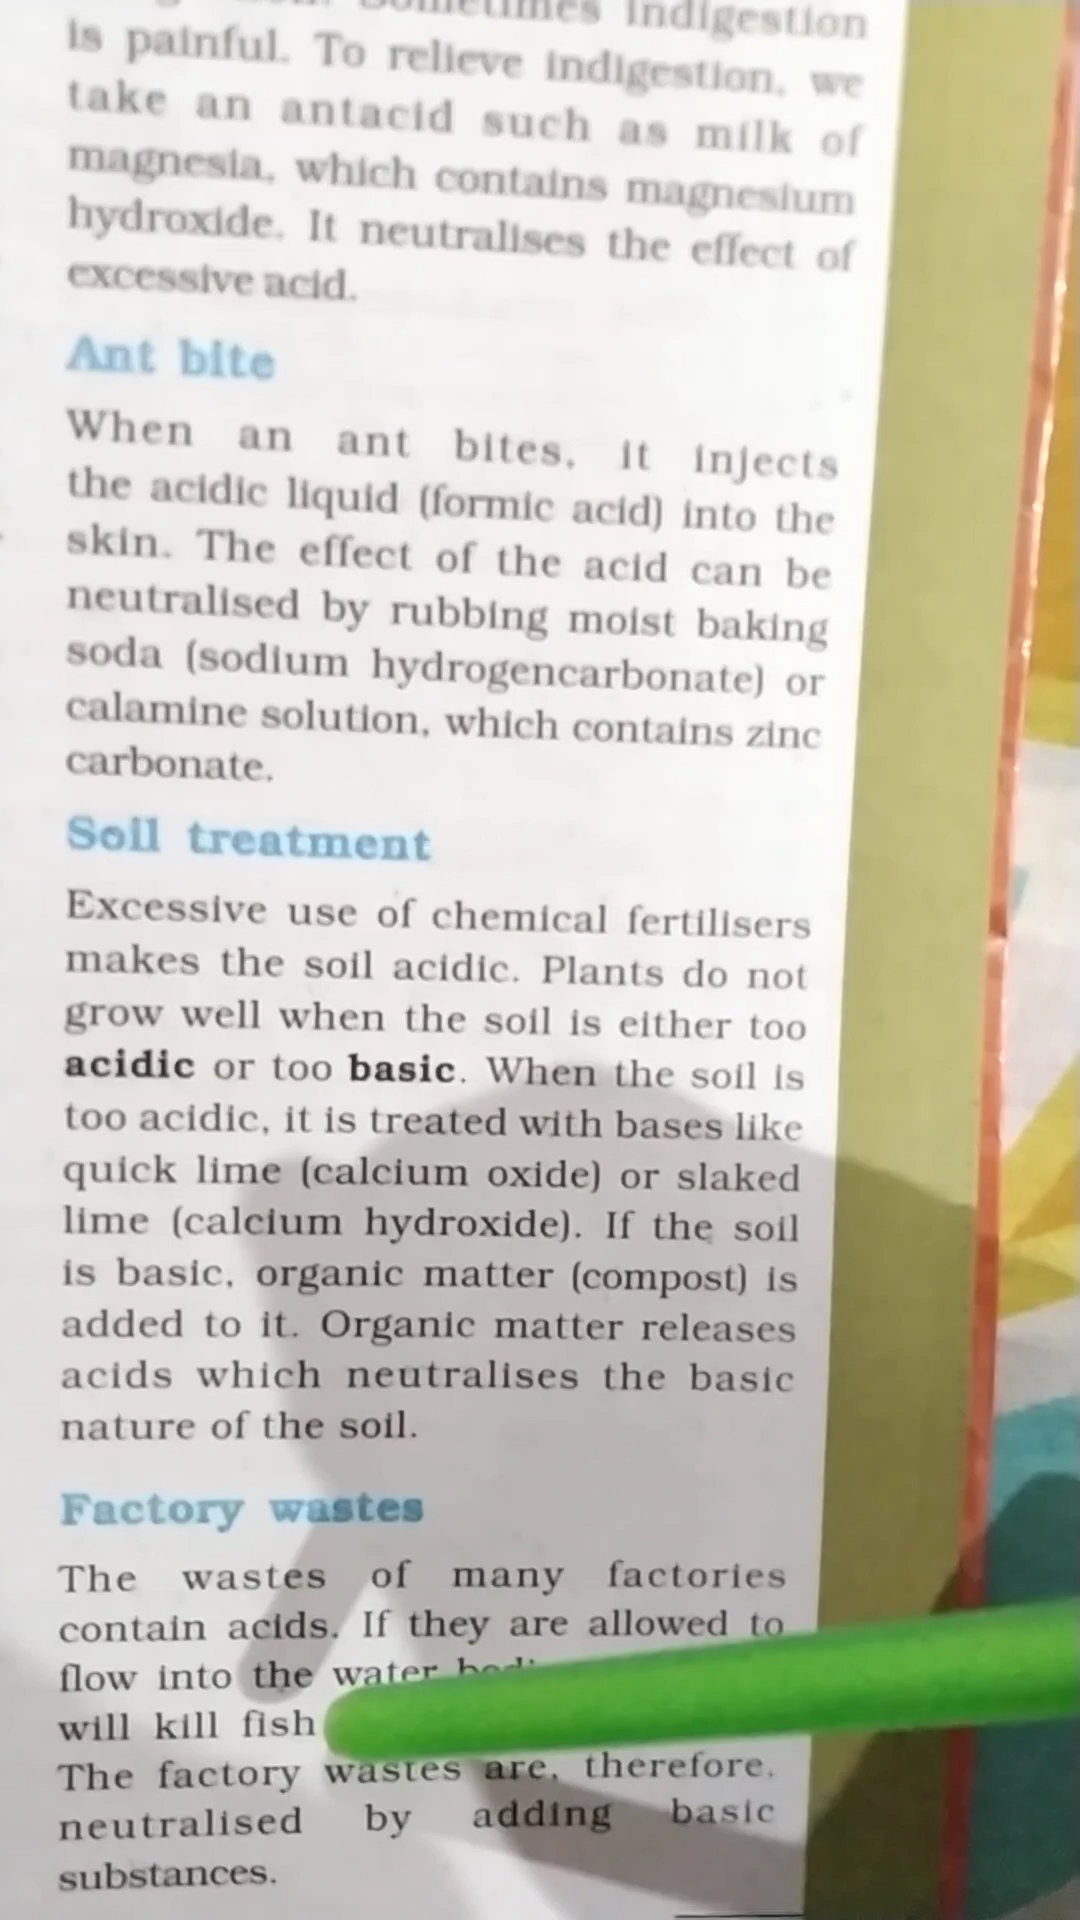 Sometimes indigestion
is painful. To relieve indigestion, we
take an antacid such as milk of
magnesia, which contains magnesium
hydroxide. It neutralises the effect of
excessive acid.
Ant bite
When an ant bites, it injects
the acidic liquid (formic acid) into the
skin. The effect of the acid can be
neutralised by rubbing moist baking
soda (sodium hydrogencarbonate) or
calamine solution, which contains zinc
carbonate.
Soil treatment
Excessive use of chemical fertilisers
makes the soil acidic. Plants do not
grow well when the soil is either too
acidic or too basic. When the soil is
too acidic, it is treated with bases like
quick lime (calcium oxide) or slaked
lime (calcium hydroxide). If the soil
is basic, organic matter (compost) is
added to it. Organic matter releases
acids which neutralises the basic
nature of the soil.
Factory wastes
The wastes of many factories
contain acids. If they are allowed to
flow into the water
will kill fish
The factory wastes are, therefore,
neutralised by adding basic
substances.